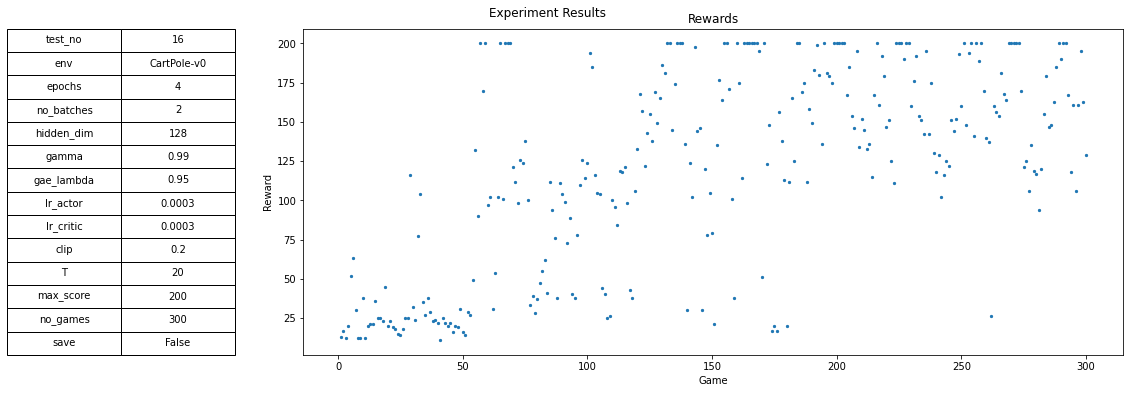 Experiment Results
test_no 16
env CartPole-v0
epochs 4
no_batches 2
hidden_dim 128
gamma 0.99
gae_lambda 0.95
lr_actor 0.0003
lr_critic 0.0003
clip 0.2
T 20
max_score 200
no_games 300
save False
Rewards
Reward
200
175
150
125
100
75
50
25
0 50 100 150 200 250 300
Game